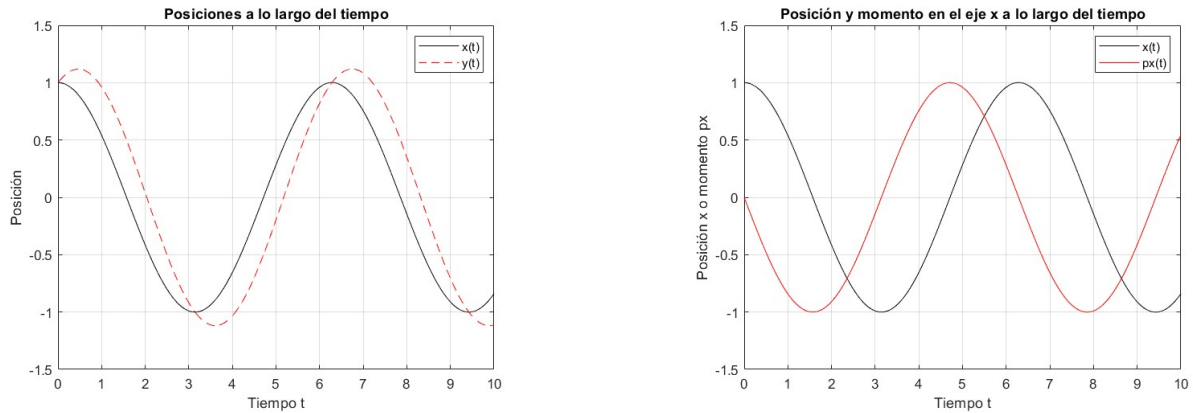 Posiciones a lo largo del tiempo
1.5
1
0.5
0
-0.5
-1
-1.5
Posición
x(t)
y(t)
0 1 2 3 4 5 6 7 8 9 10
Tiempo t
Posición y momento en el eje x a lo largo del tiempo
1.5
1
0.5
0
-0.5
-1
-1.5
Posición x o momento px
x(t)
px(t)
0 1 2 3 4 5 6 7 8 9 10
Tiempo t